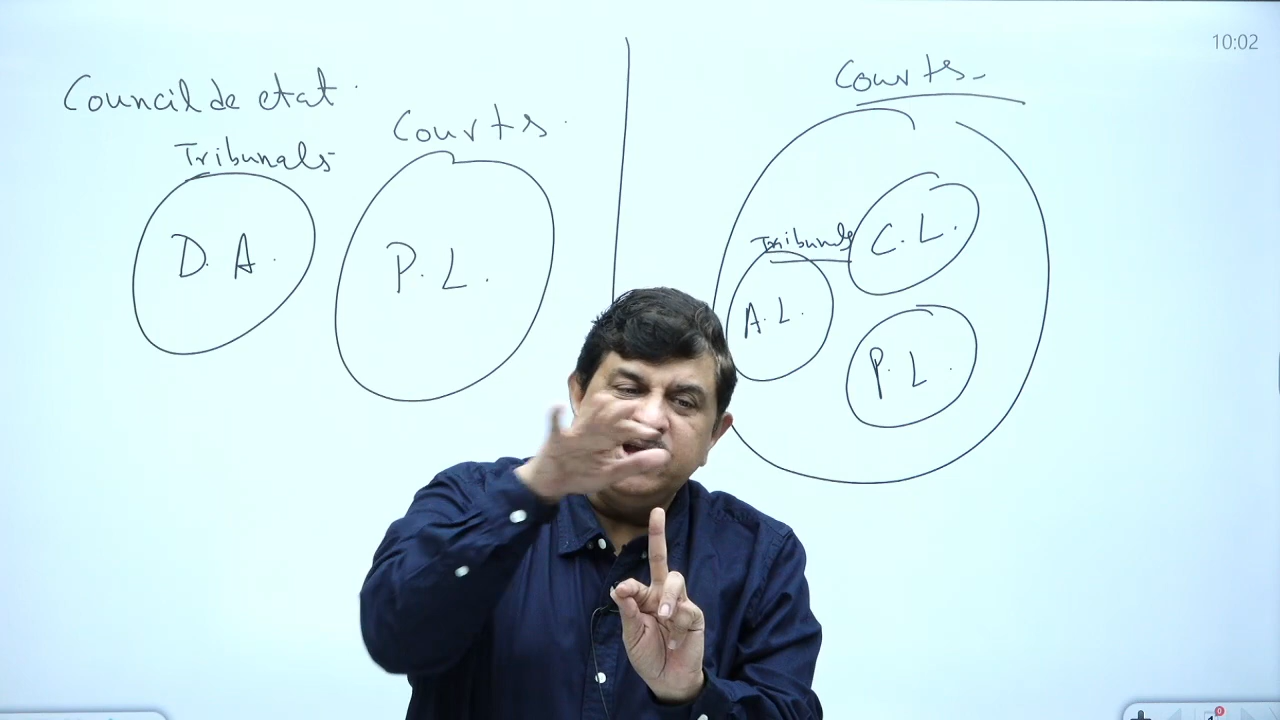 10:02
Council de etat.
Tribunals
D. A.
Courts.
P. L.
Courts.
Tribunals
A. L.
C. L.
P. L.